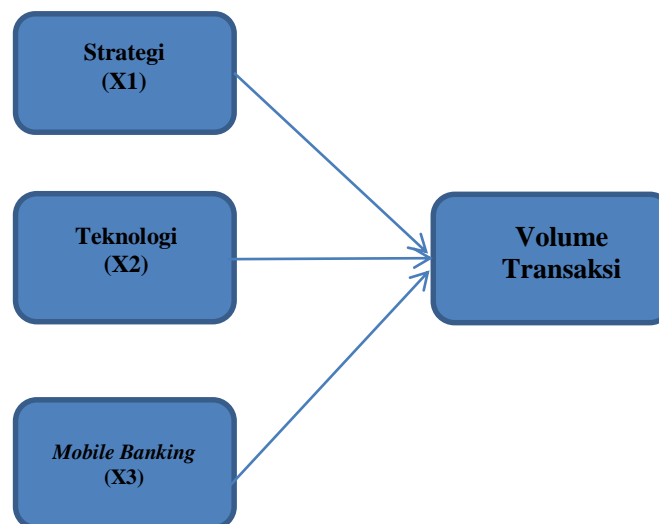 Strategi
(X1)
Teknologi
(X2)
Volume
Transaksi
Mobile Banking
(X3)